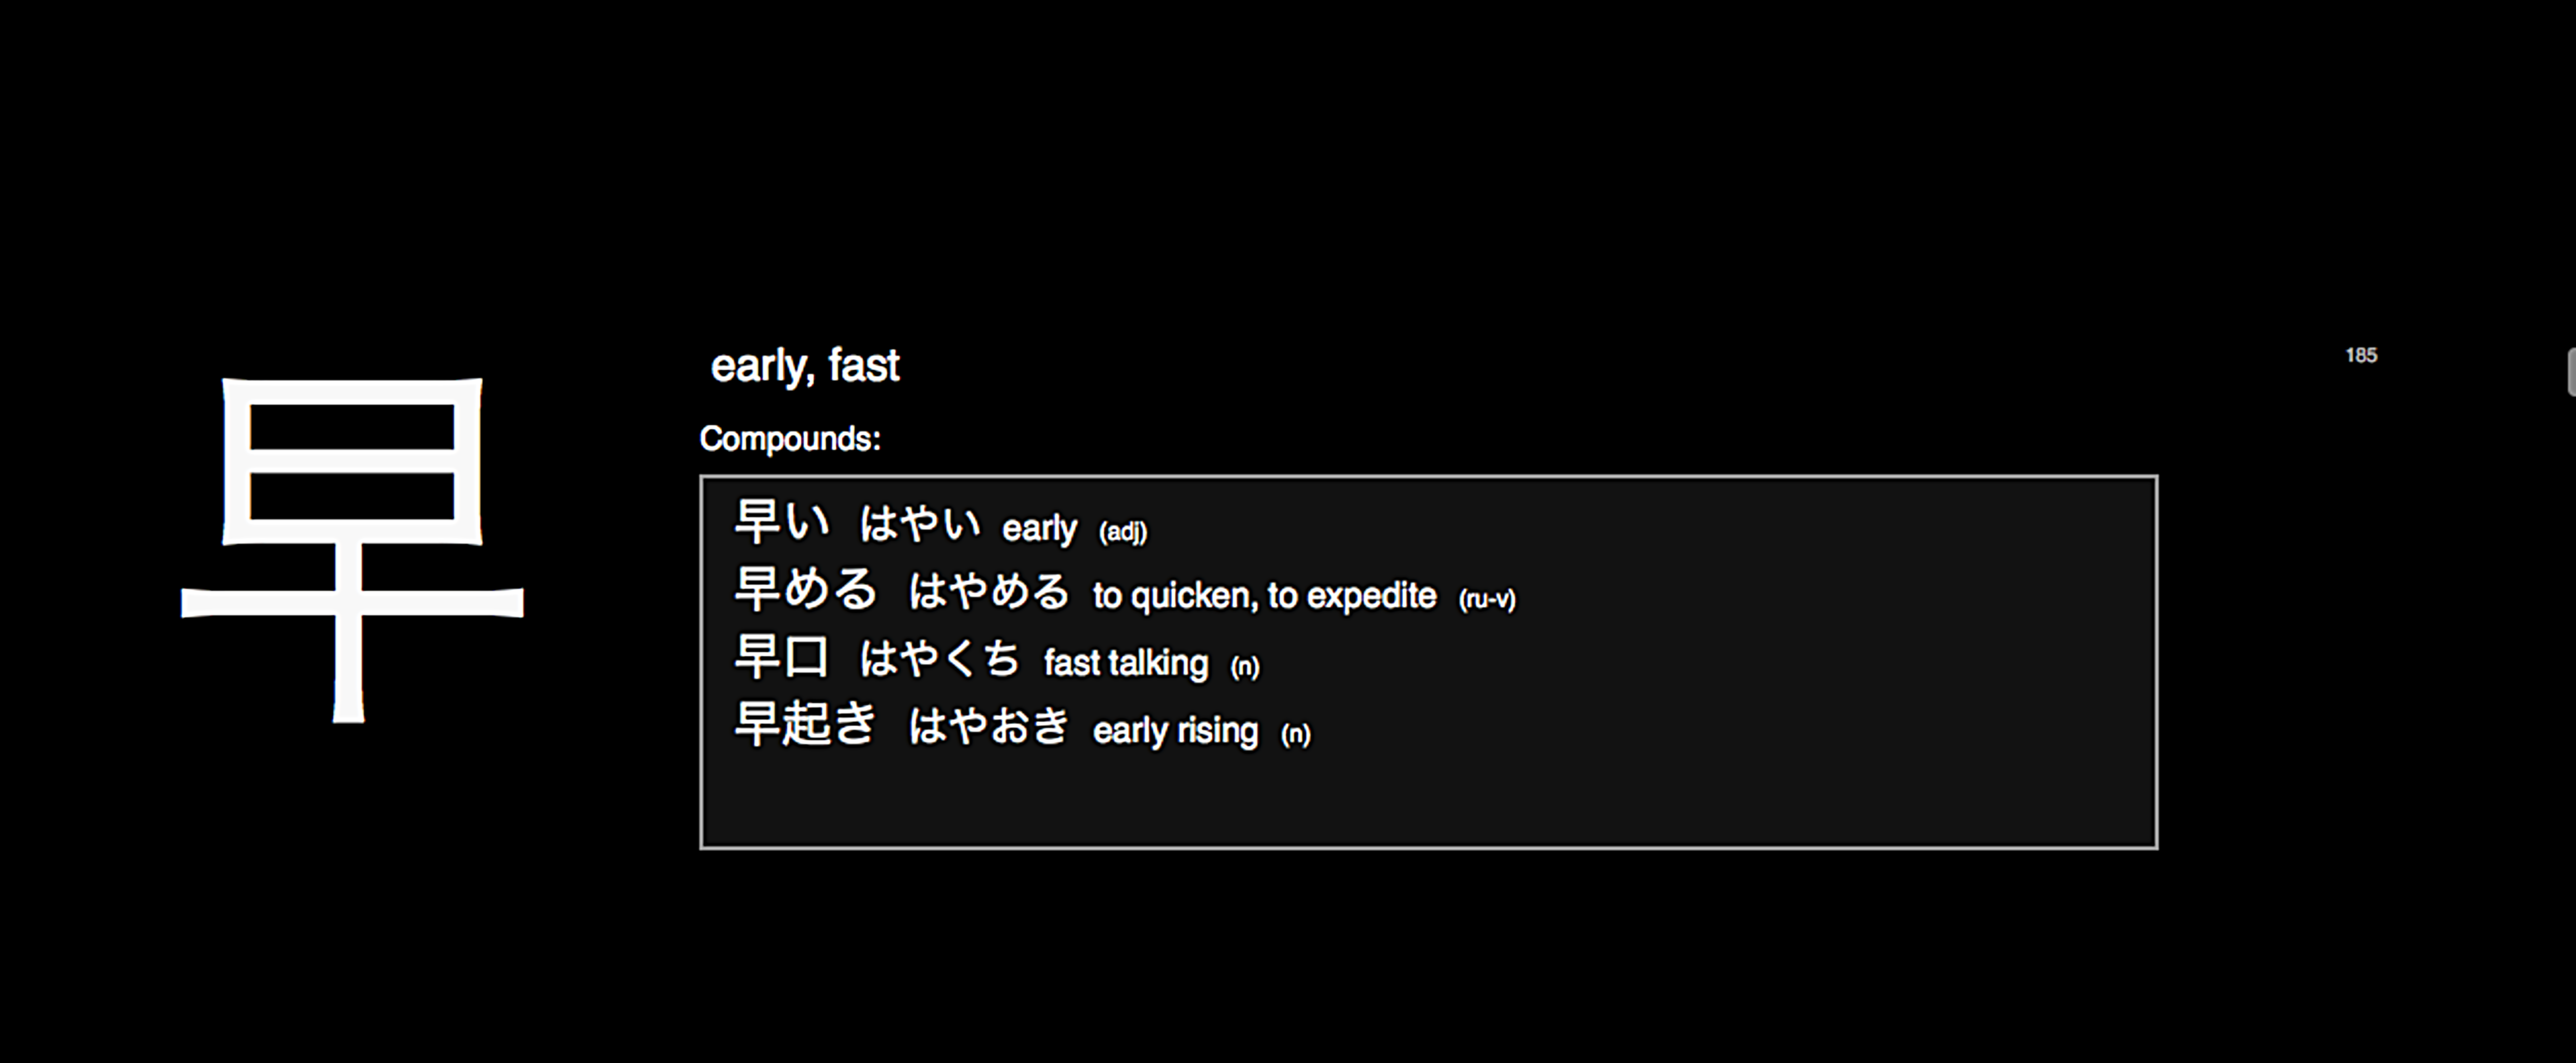 早
early, fast
185
Compounds:
早い はやい early (adj)
早める はやめる to quicken, to expedite (ru-v)
早口 はやくち fast talking (n)
早起き はやおき early rising (n)